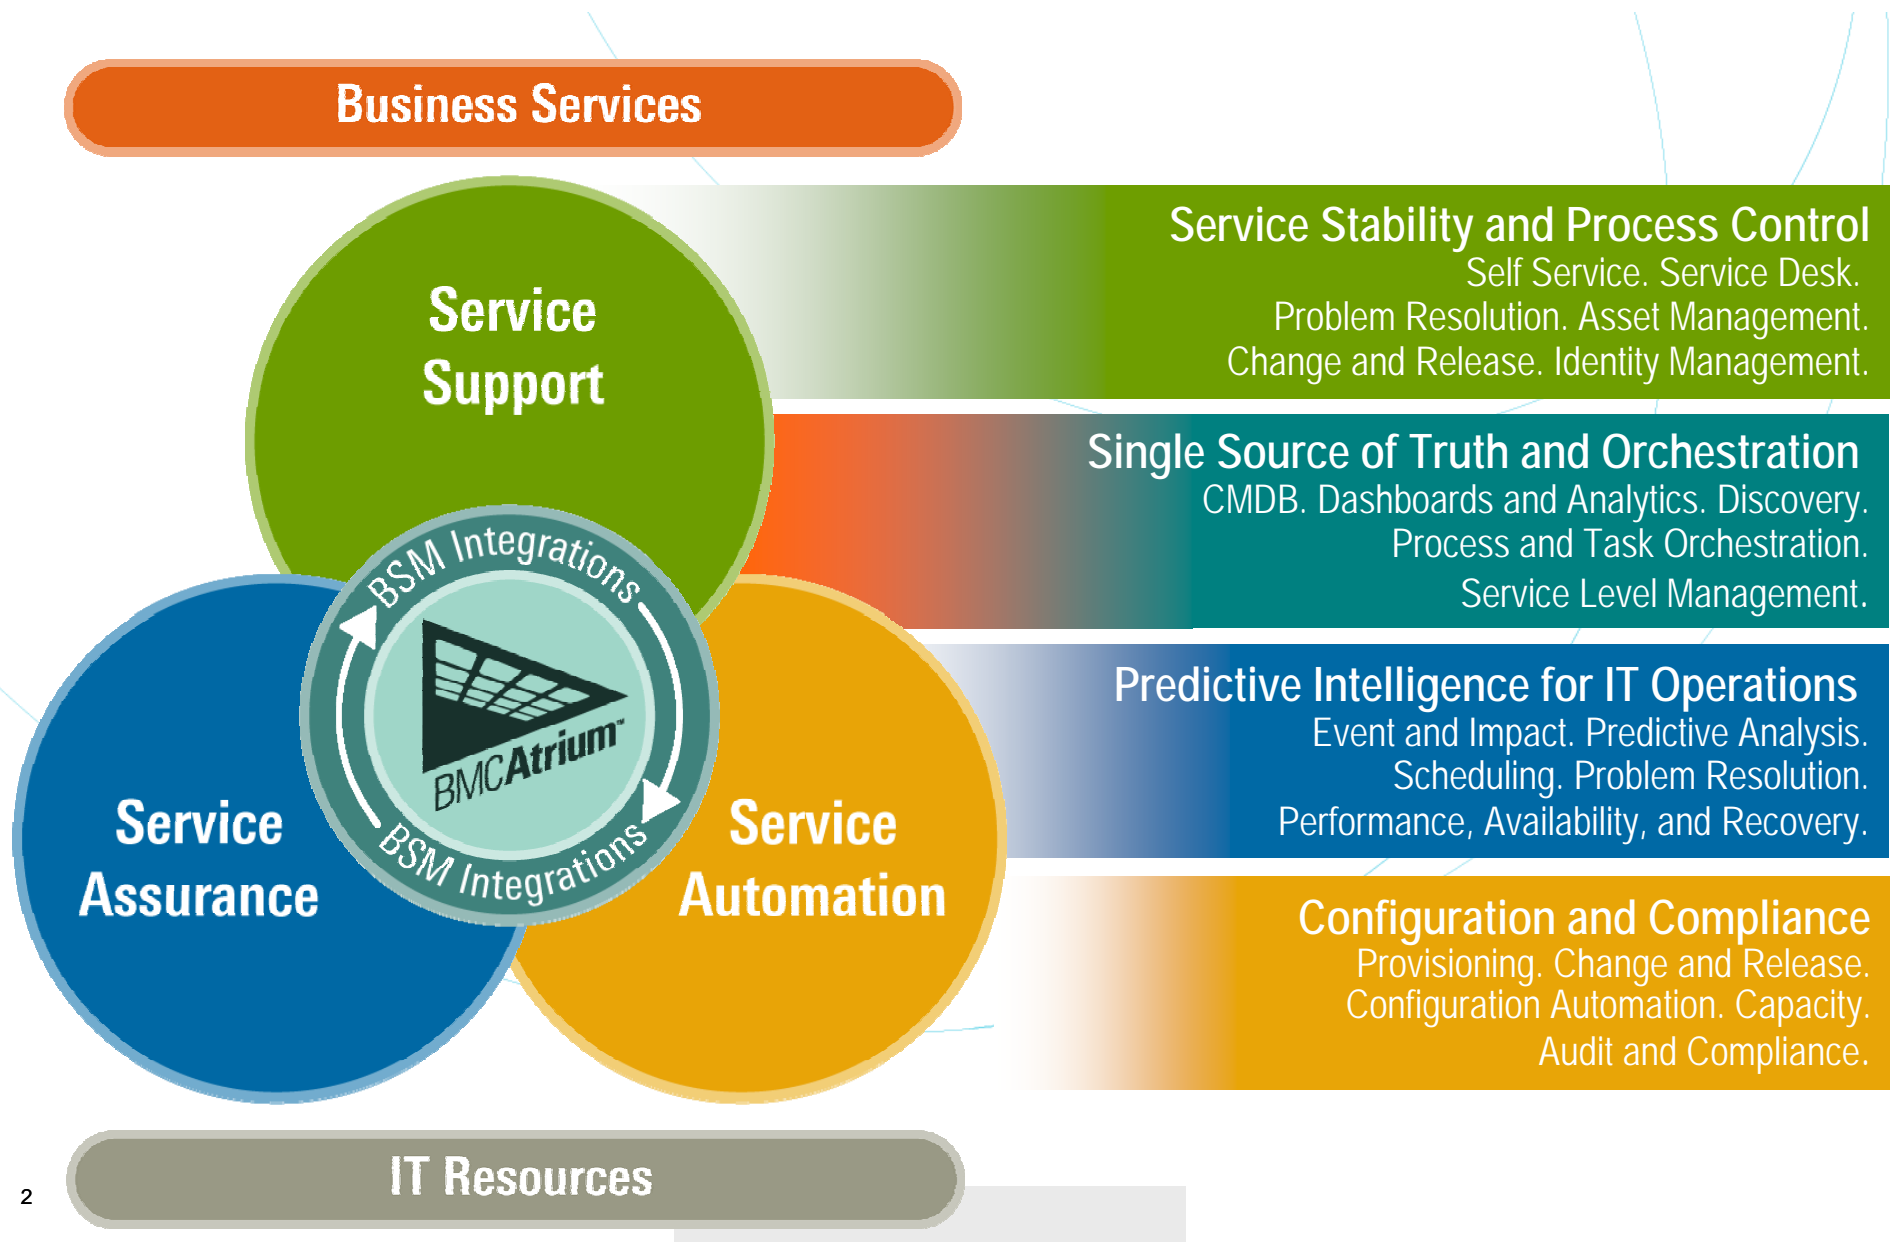 Business Services
Service
Support
BSM Integrations
BMCAtrium™
BSM Integrations
Service
Assurance
Service
Automation
IT Resources
Service Stability and Process Control
Self Service. Service Desk.
Problem Resolution. Asset Management.
Change and Release. Identity Management.
Single Source of Truth and Orchestration
CMDB. Dashboards and Analytics. Discovery.
Process and Task Orchestration.
Service Level Management.
Predictive Intelligence for IT Operations
Event and Impact. Predictive Analysis.
Scheduling. Problem Resolution.
Performance, Availability, and Recovery.
Configuration and Compliance
Provisioning. Change and Release.
Configuration Automation. Capacity.
Audit and Compliance.
2